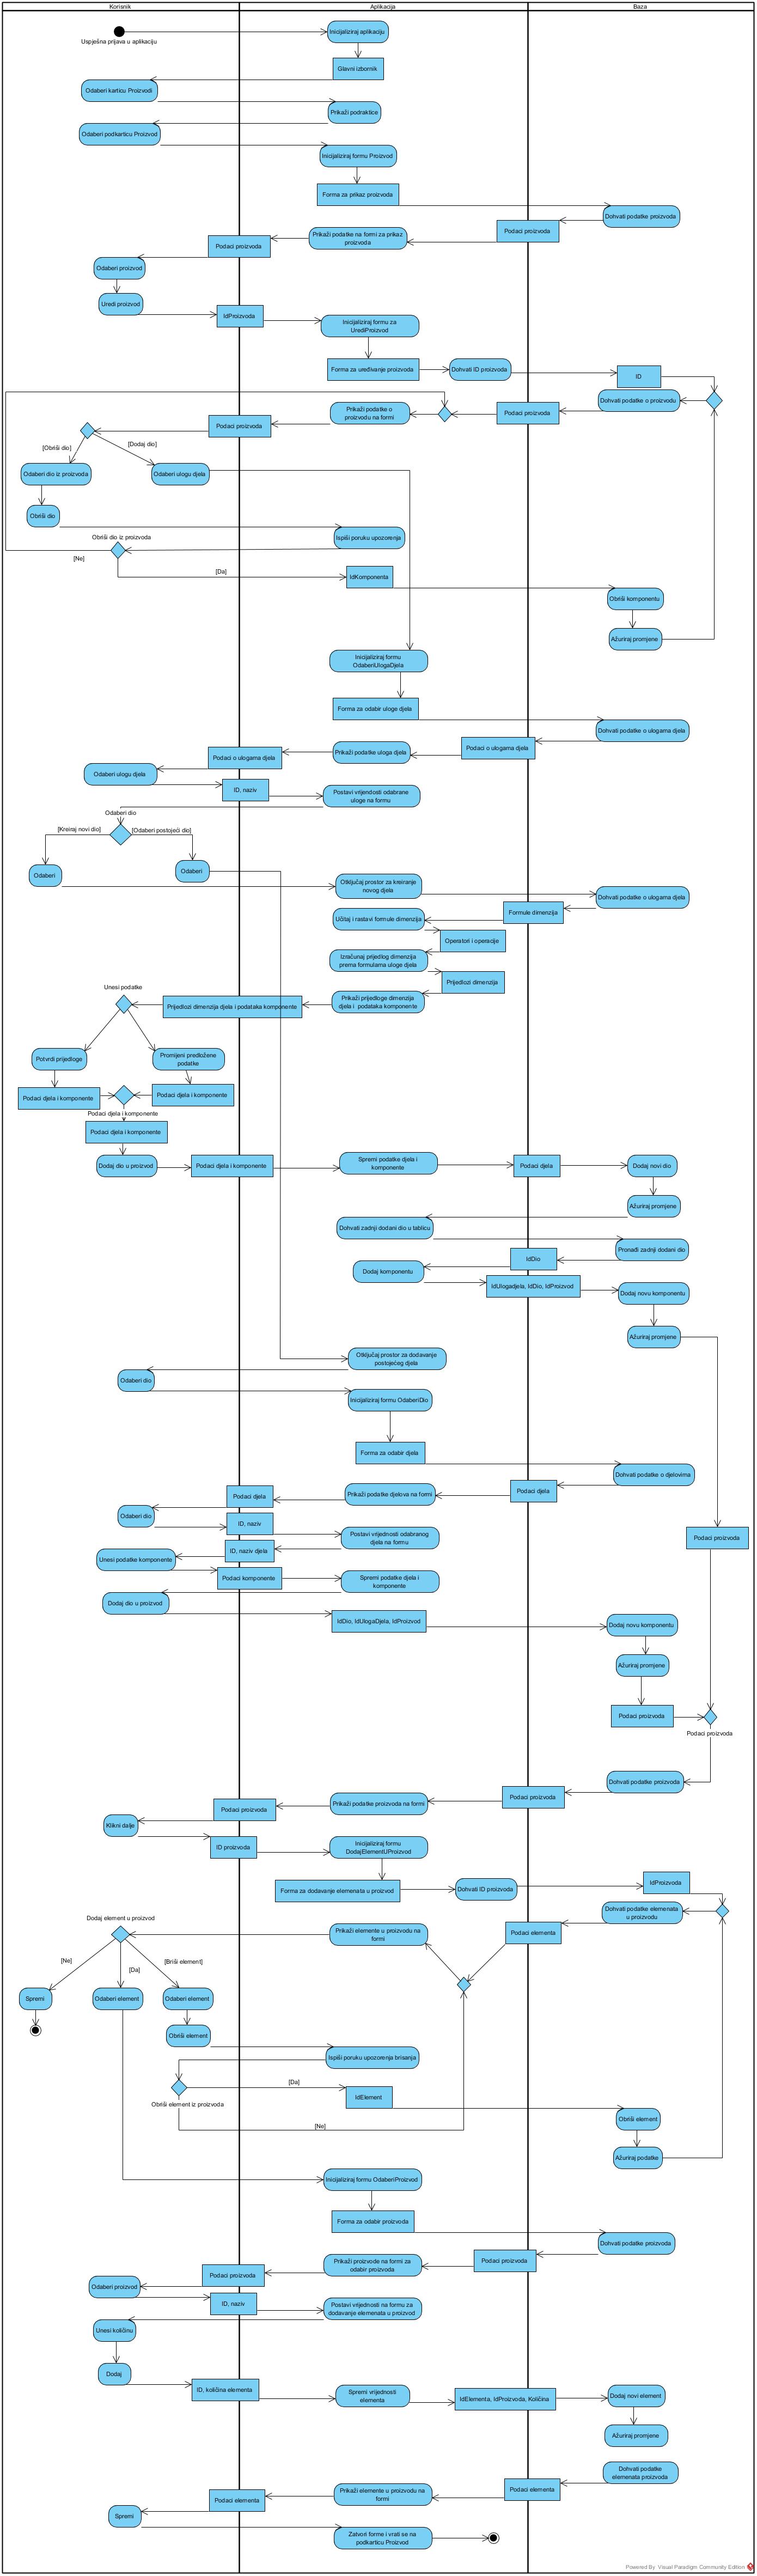 Korisnik
Aplikacija
Baza
Uspješna prijava u aplikaciju
Inicijaliziraj aplikaciju
Glavni izbornik
Odaberi karticu Proizvodi
Prikaži podraktice
Odaberi podkarticu Proizvod
Inicijaliziraj formu Proizvod
Forma za prikaz proizvoda
Dohvati podatke proizvoda
Podaci proizvoda
Prikaži podatke na formi za prikaz
proizvoda
Podaci proizvoda
Odaberi proizvod
Uredi proizvod
IdProizvoda
Inicijaliziraj formu za
UrediProizvod
Forma za uređivanje proizvoda
Dohvati ID proizvoda
ID
Dohvati podatke o proizvodu
Podaci proizvoda
Prikaži podatke o
proizvodu na formi
Podaci proizvoda
[Obriši dio]
[Dodaj dio]
Odaberi dio iz proizvoda
Odaberi ulogu djela
Obriši dio
Ispiši poruku upozorenja
Obriši dio iz proizvoda
[Ne]
[Da]
IdKomponenta
Obriši komponentu
Ažuriraj promjene
Inicijaliziraj formu
OdaberiUlogaDjela
Forma za odabir uloge djela
Dohvati podatke o ulogama djela
Podaci o ulogama djela
Prikaži podatke uloga djela
Podaci o ulogama djela
Odaberi ulogu djela
ID, naziv
Postavi vrijendosti odabrane
uloge na formu
Odaberi dio
[Kreiraj novi dio]
[Odaberi postojeći dio]
Odaberi
Odaberi
Otključaj prostor za kreiranje
novog djela
Dohvati podatke o ulogama djela
Formule dimenzija
Učitaj i rastavi formule dimenzija
Operatori i operacije
Izračunaj prijedlog dimenzija
prema formulama uloge djela
Prijedlozi dimenzija
Prikaži prijedloge dimenzija
djela i podataka komponente
Prijedlozi dimenzija djela i podataka komponente
Unesi podatke
Potvrdi prijedloge
Promijeni predložene
podatke
Podaci djela i komponente
Podaci djela i komponente
Podaci djela i komponente
Podaci djela i komponente
Dodaj dio u prizvod
Podaci djela i komponente
Spremi podatke djela i
komponente
Podaci djela
Dodaj novi dio
Ažuriraj promjene
Dohvati zadnji dodani dio u tablicu
Pronađi zadnji dodani dio
IdDio
Dodaj komponentu
IdUlogadjela, IdDio, IdProizvod
Dodaj novu komponentu
Ažuriraj promjene
Otključaj prostor za dodavanje
postojećeg djela
Odaberi dio
Inicijaliziraj formu OdaberiDio
Forma za odabir djela
Dohvati podatke o djelovima
Podaci djela
Prikaži podatke djelova na formi
Podaci djela
Odaberi dio
ID, naziv
Postavi vrijednosti odabranog
djela na formu
ID, naziv djela
Unesi podatke komponente
Podaci komponente
Spremi podatke djela i
komponente
Podaci proizvoda
Dodaj dio u prizvod
IdDio, IdUlogaDjela, IdProizvod
Dodaj novu komponentu
Ažuriraj promjene
Podaci proizvoda
Podaci proizvoda
Dohvati podatke proizvoda
Podaci proizvoda
Prikaži podatke proizvoda na formi
Podaci proizvoda
Klikni dalje
ID proizvoda
Inicijaliziraj formu
DodajElementUProizvod
Forma za dodavanje elemenata u proizvod
Dohvati ID proizvoda
IdProizvoda
Dohvati podatke elemenata
u proizvodu
Podaci elementa
Prikaži elemente u proizvodu na
formi
Dodaj element u proizvod
[Ne]
[Da]
[Briši element]
Spremi
Odaberi element
Odaberi element
Obriši element
Ispiši poruku upozorenja brisanja
[Da]
IdElement
Obriši element iz proizvoda
[Ne]
Obriši element
Ažuriraj podatke
Inicijaliziraj formu OdaberiProizvod
Forma za odabir proizvoda
Dohvati podatke proizvoda
Podaci proizvoda
Prikaži proizvode na formi za
odabir proizvoda
Podaci proizvoda
Odaberi proizvod
ID, naziv
Postavi vrijednosti na formu za
dodavanje elemenata u proizvod
Unesi količinu
Dodaj
ID, količina elementa
Spremi vrijednosti
elementa
IdElementa, IdProizvoda, Količina
Dodaj novi element
Ažuriraj promjene
Dohvati podatke
elemenata proizvoda
Podaci elementa
Prikaži elemente u proizvodu na
formi
Podaci elementa
Spremi
Zatvori forme i vrati se na
podkarticu Proizvod
Powered By Visual Paradigm Community Edition